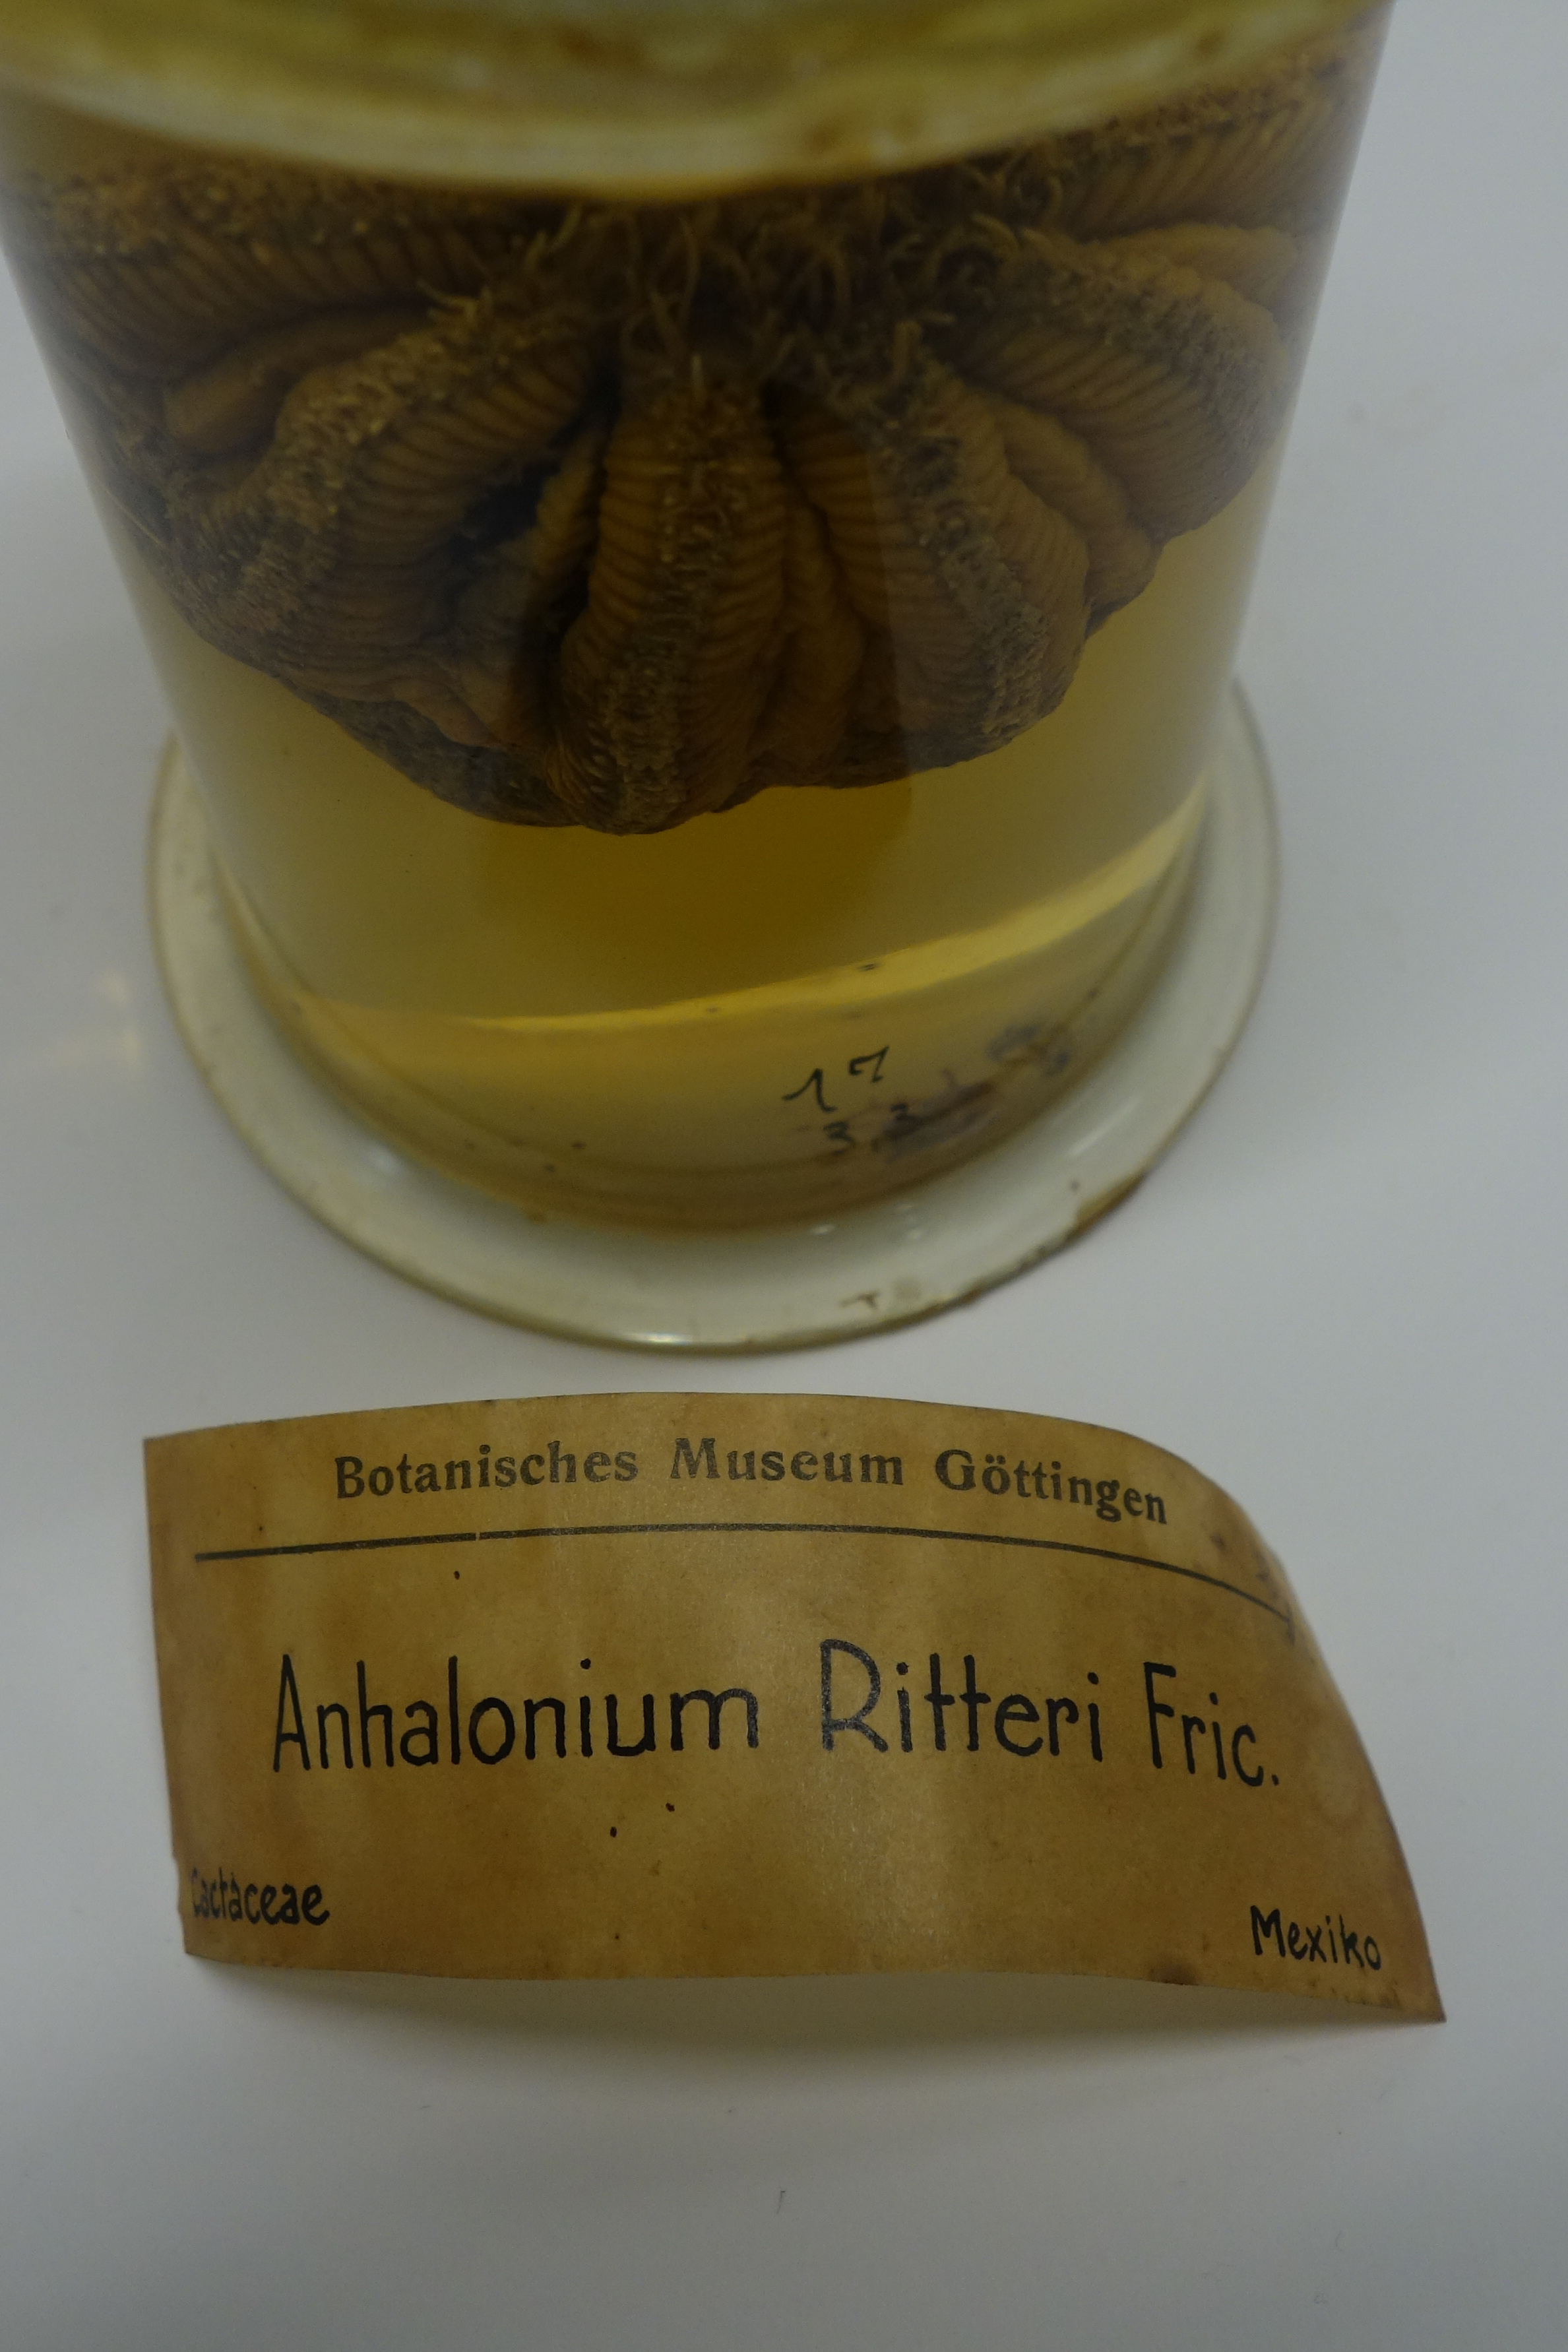 17
Botanisches Museum Göttingen
Anhalonium Ritteri Fric.
Cactaceae
Mexiko